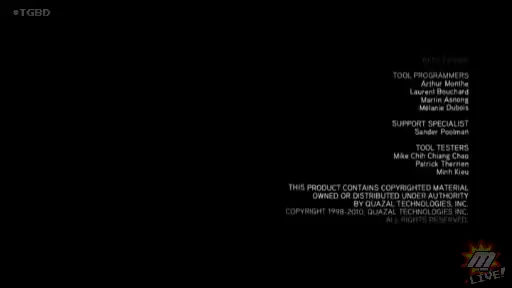 @TGBD
TOOL PROGRAMMERS
Arthur Monthe
Laurent Bouchard
Martin Asnong
Mélanie Dubois
SUPPORT SPECIALIST
Sander Poolman
TOOL TESTERS
Mike Chih Chiang Chao
Patrick Therrien
Minh Kieu
THIS PRODUCT CONTAINS COPYRIGHTED MATERIAL
OWNED OR DISTRIBUTED UNDER AUTHORITY
BY QUAZAL TECHNOLOGIES, INC.
COPYRIGHT 1998-2010, QUAZAL TECHNOLOGIES INC.
ALL RIGHTS RESERVED.
M
LIVE!